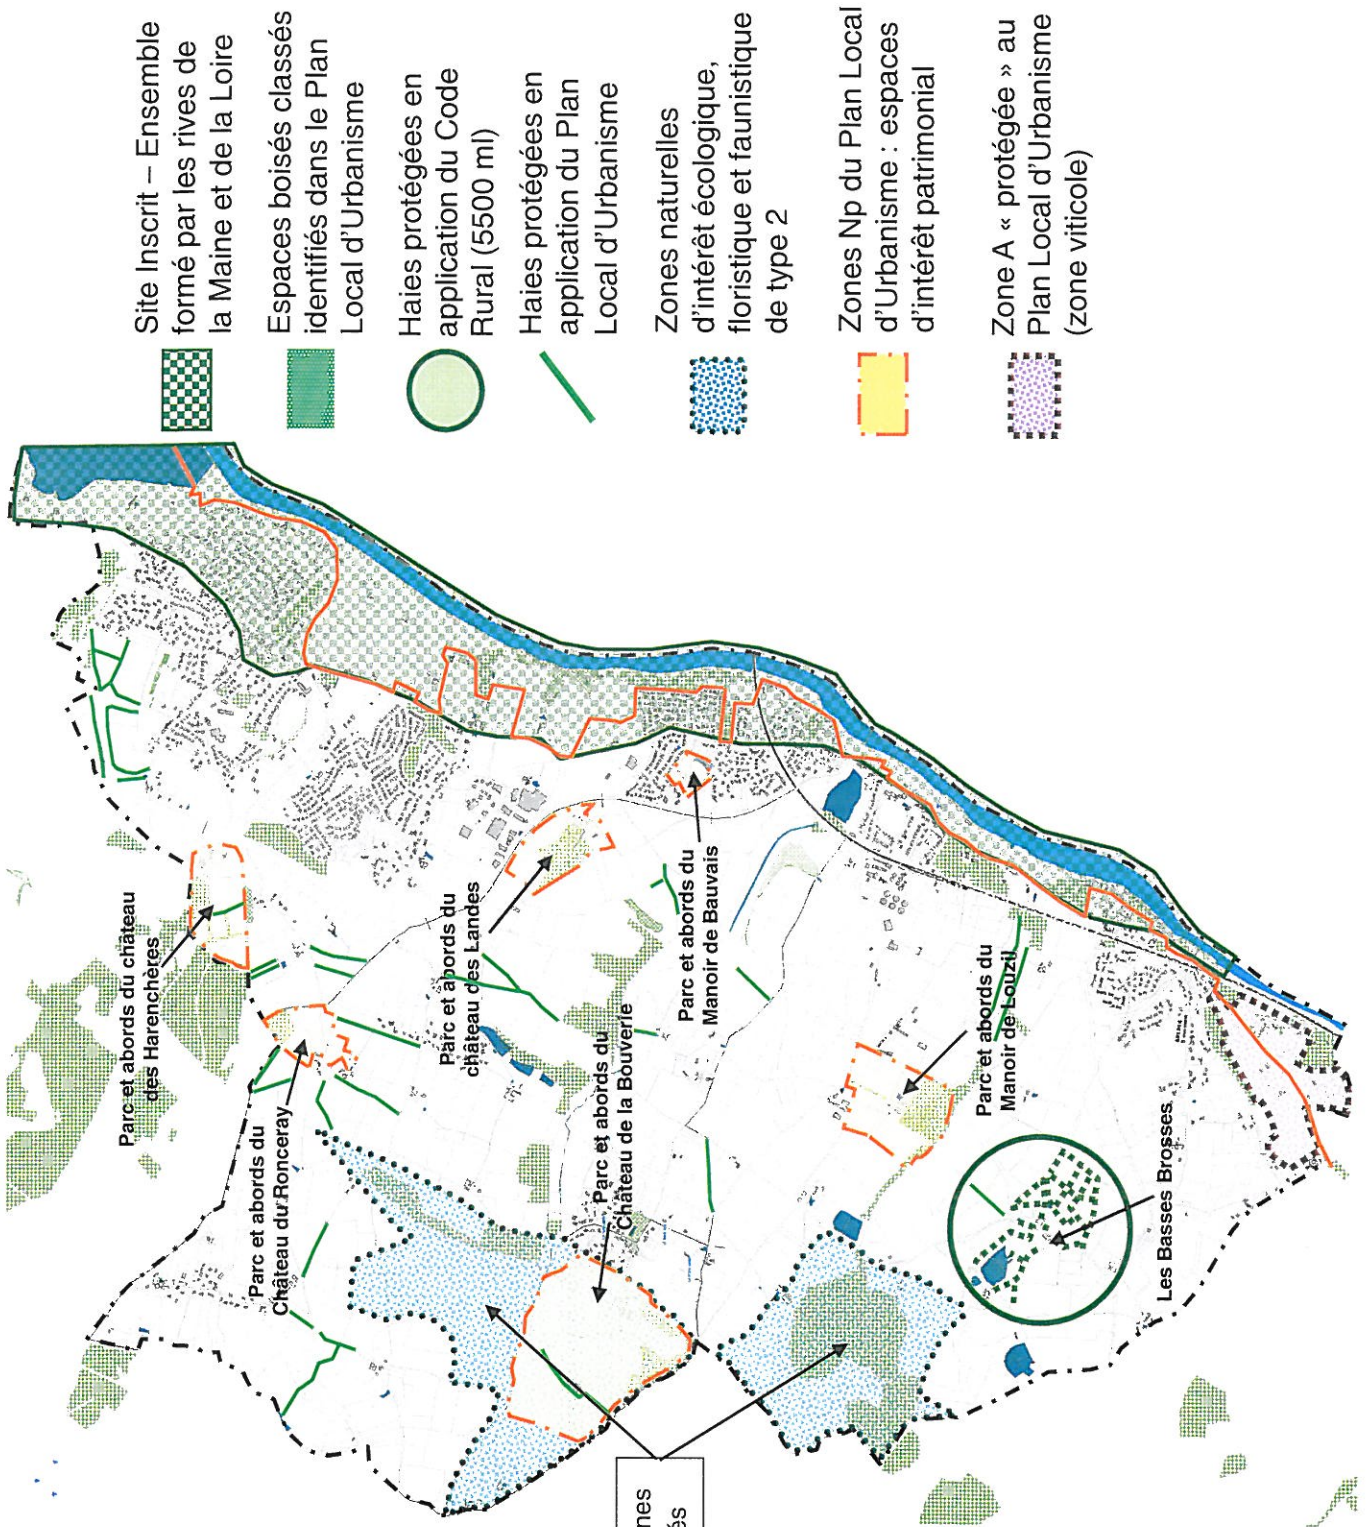 Site Inscrit – Ensemble
formé par les rives de
la Maine et de la Loire
Espaces boisés classés
identifiés dans le Plan
Local d'Urbanisme
Haies protégées en
application du Code
Rural (5500 ml)
Haies protégées en
application du Plan
Local d'Urbanisme
Zones naturelles
d'intérêt écologique,
floristique et faunistique
de type 2
Zones Np du Plan Local
d'Urbanisme : espaces
d'intérêt patrimonial
Zone A « protégée » au
Plan Local d'Urbanisme
(zone viticole)
Parc et abords du château
des Harenchères
Parc et abords du
Château du Ronceray
Parc et abords du
château des Landes
Parc et abords du
Château de la Bouverie
Parc et abords du
Manoir de Bauvais
Parc et abords du
Manoir de Louzil
Les Basses Brosses